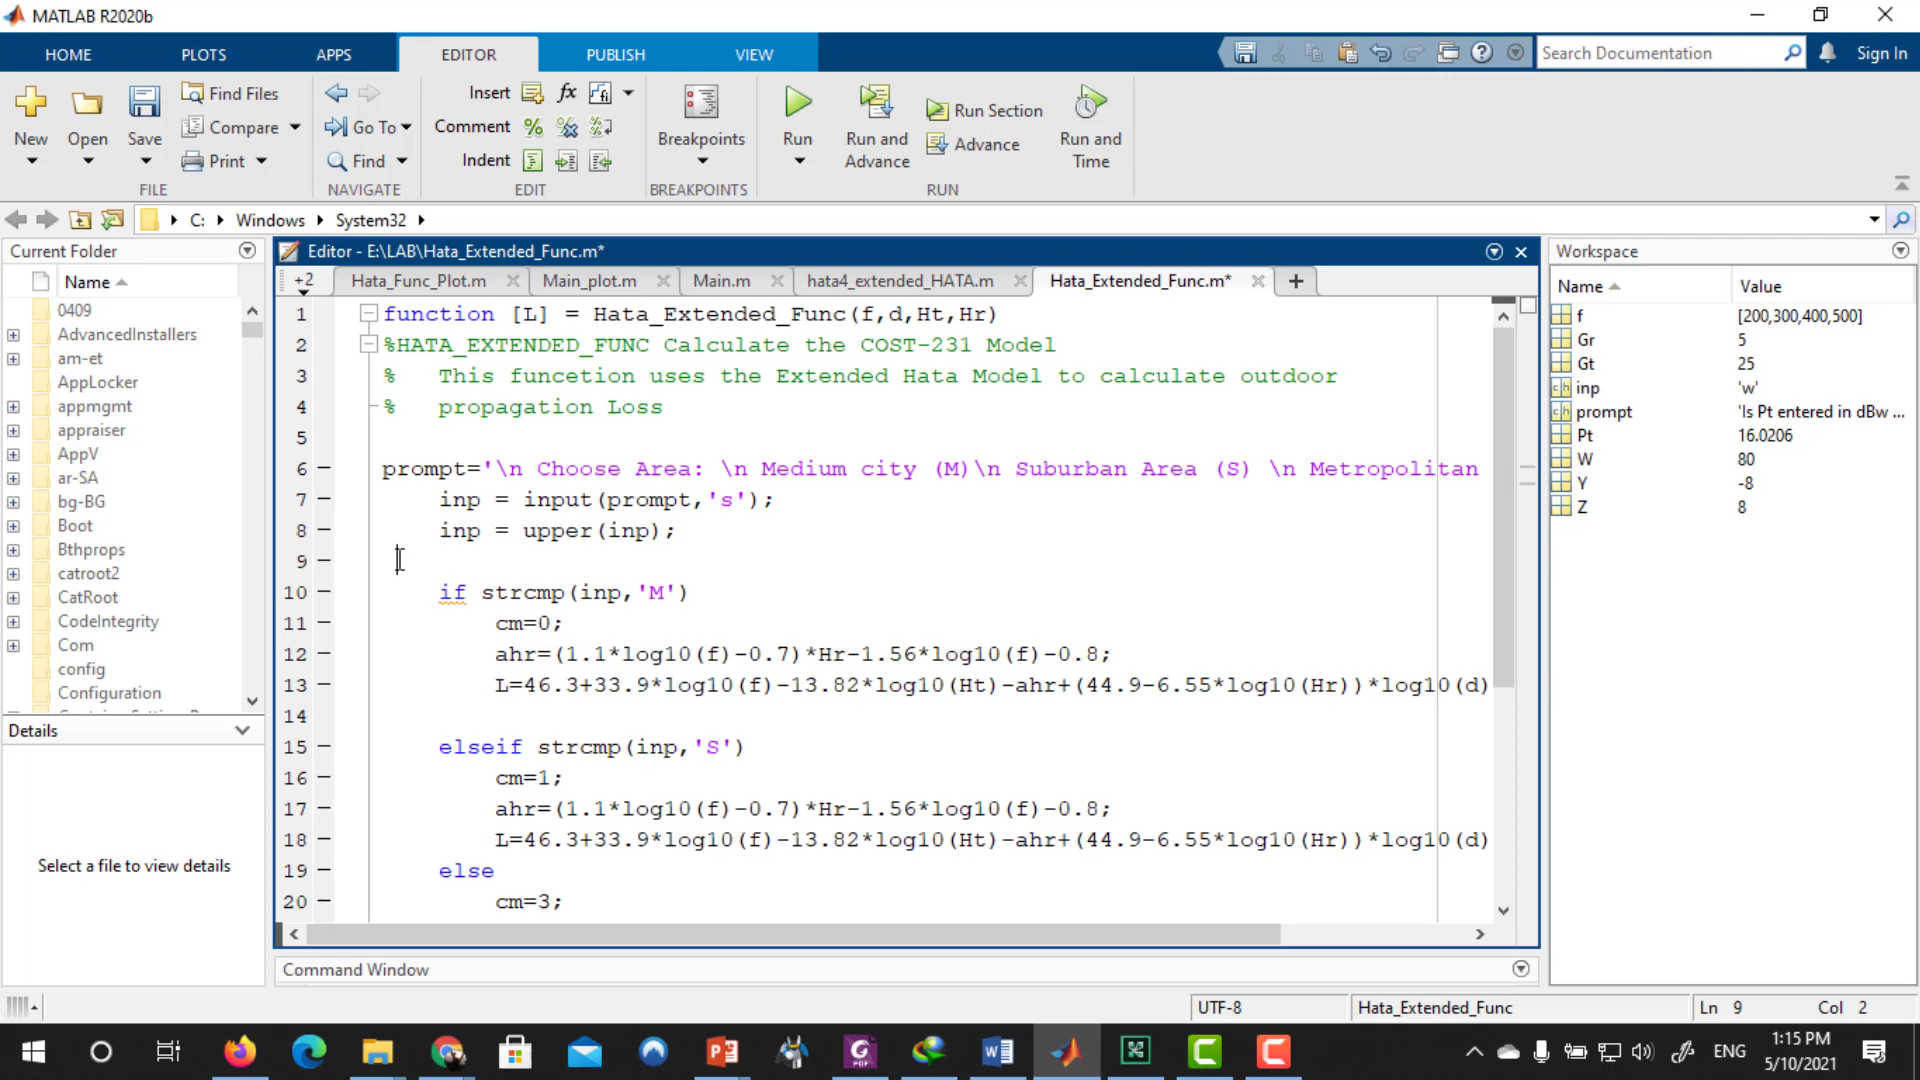 MATLAB R2020b
HOME PLOTS APPS EDITOR PUBLISH VIEW
Search Documentation
Sign In
New
Open
Save
Find Files
Compare
Print
FILE
Go To
Find
NAVIGATE
Insert
fx
Comment
Indent
EDIT
Breakpoints
BREAKPOINTS
Run
Run and Advance
Run Section
Advance
Run and Time
RUN
C: Windows System32
Current Folder
Name
0409
AdvancedInstallers
am-et
AppLocker
appmgmt
appraiser
AppV
ar-SA
bg-BG
Boot
Bthprops
catroot2
CatRoot
CodeIntegrity
Com
config
Configuration
Details
Select a file to view details
Editor - E:\LAB\Hata_Extended_Func.m*
+2 Hata_Func_Plot.m Main_plot.m Main.m hata4_extended_HATA.m Hata_Extended_Func.m*
1 function [L] = Hata_Extended_Func(f,d,Ht,Hr)
2 %HATA_EXTENDED_FUNC Calculate the COST-231 Model
3 % This funcetion uses the Extended Hata Model to calculate outdoor
4 % propagation Loss
5
6 prompt='\n Choose Area: \n Medium city (M)\n Suburban Area (S) \n Metropolitan
7 inp = input(prompt,'s');
8 inp = upper(inp);
9
10 if strcmp(inp,'M')
11 cm=0;
12 ahr=(1.1*log10(f)-0.7)*Hr-1.56*log10(f)-0.8;
13 L=46.3+33.9*log10(f)-13.82*log10(Ht)-ahr+(44.9-6.55*log10(Hr))*log10(d)
14
15 elseif strcmp(inp,'S')
16 cm=1;
17 ahr=(1.1*log10(f)-0.7)*Hr-1.56*log10(f)-0.8;
18 L=46.3+33.9*log10(f)-13.82*log10(Ht)-ahr+(44.9-6.55*log10(Hr))*log10(d)
19 else
20 cm=3;
Command Window
Workspace
Name Value
f [200,300,400,500]
Gr 5
Gt 25
inp 'w'
prompt 'Is Pt entered in dBw ...
Pt 16.0206
W 80
Y -8
Z 8
UTF-8 Hata_Extended_Func Ln 9 Col 2
ENG
1:15 PM
5/10/2021